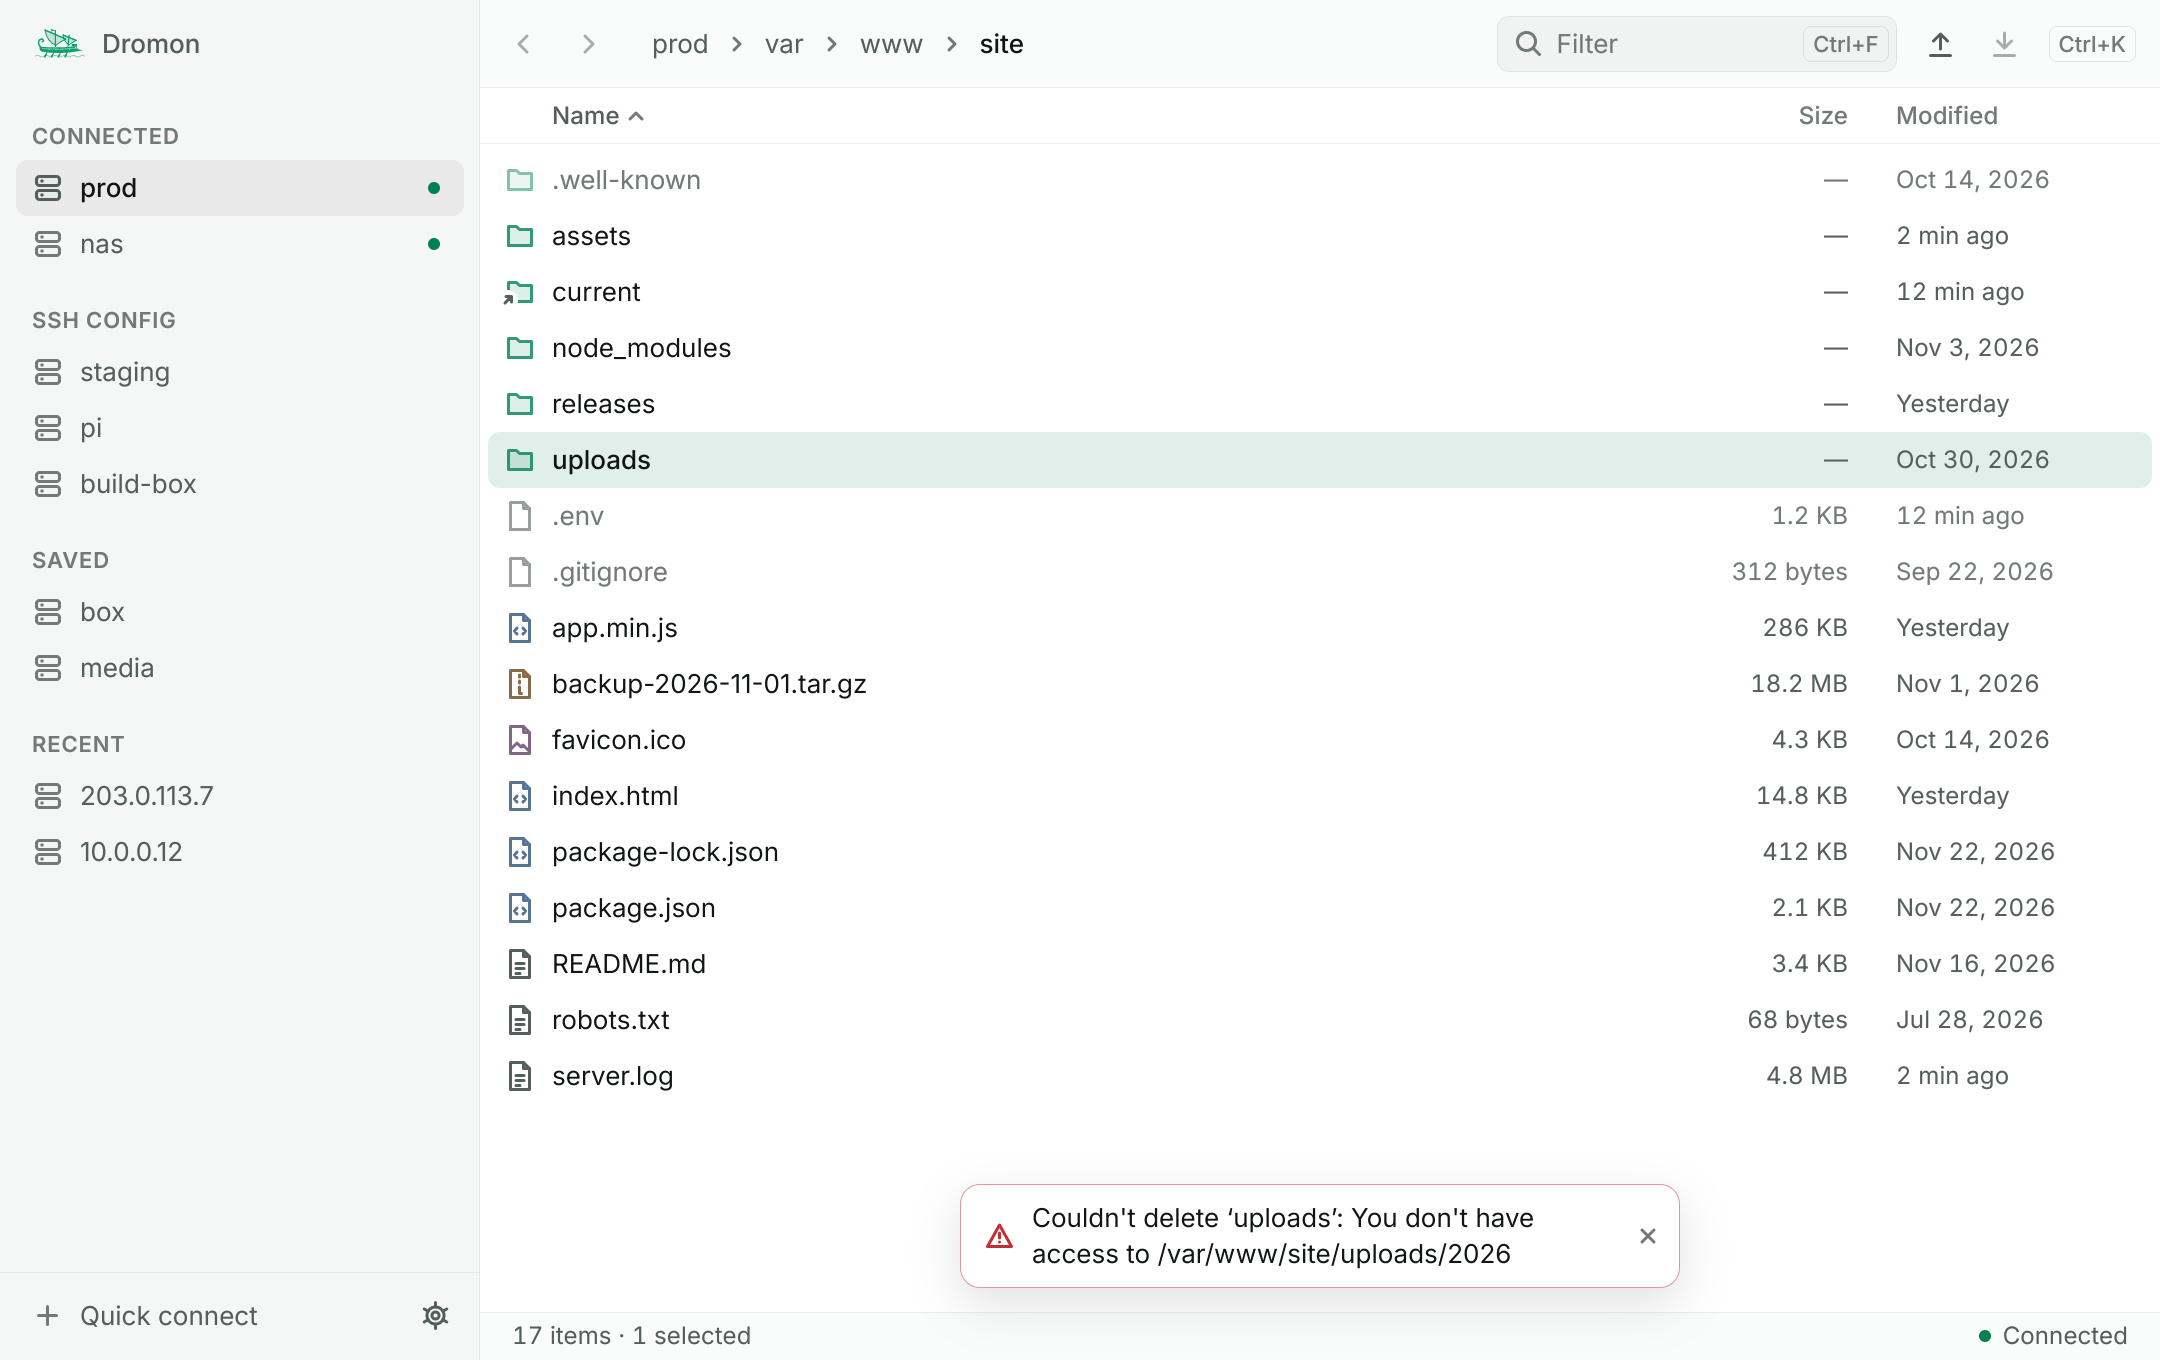 Dromon
CONNECTED
prod
nas
SSH CONFIG
staging
pi
build-box
SAVED
box
media
RECENT
203.0.113.7
10.0.0.12
Quick connect
prod var www site
Filter Ctrl+F
Ctrl+K
Name Size Modified
.well-known — Oct 14, 2026
assets — 2 min ago
current — 12 min ago
node_modules — Nov 3, 2026
releases — Yesterday
uploads — Oct 30, 2026
.env 1.2 KB 12 min ago
.gitignore 312 bytes Sep 22, 2026
app.min.js 286 KB Yesterday
backup-2026-11-01.tar.gz 18.2 MB Nov 1, 2026
favicon.ico 4.3 KB Oct 14, 2026
index.html 14.8 KB Yesterday
package-lock.json 412 KB Nov 22, 2026
package.json 2.1 KB Nov 22, 2026
README.md 3.4 KB Nov 16, 2026
robots.txt 68 bytes Jul 28, 2026
server.log 4.8 MB 2 min ago
Couldn't delete ‘uploads’: You don't have
access to /var/www/site/uploads/2026
17 items · 1 selected
Connected